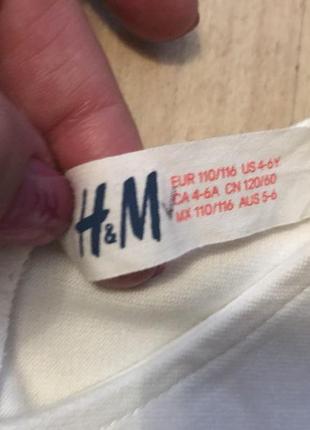 H&M
EUR 110/116 US 4-6Y
CA 4-6A CN 120/60
MX 110/116 AUS 5-6